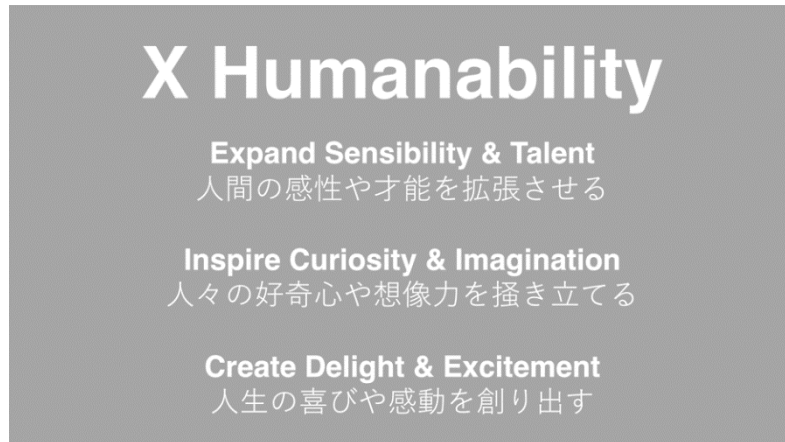 X Humanability
Expand Sensibility & Talent
人間の感性や才能を拡張させる
Inspire Curiosity & Imagination
人々の好奇心や想像力を掻き立てる
Create Delight & Excitement
人生の喜びや感動を創り出す